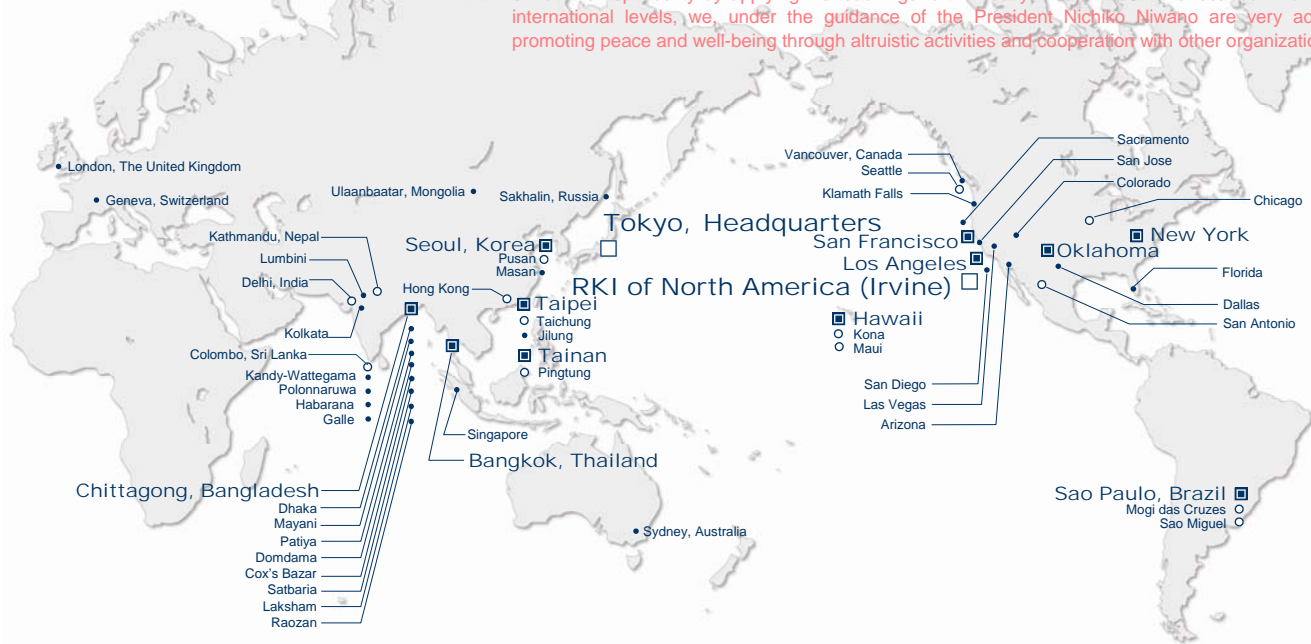 international levels, we, under the guidance of the President Nichiko Niwano are very
promoting peace and well-being through altruistic activities and cooperation with other
London, The United Kingdom
Geneva, Switzerland
Ulaanbaatar, Mongolia
Sakhalin, Russia
Tokyo, Headquarters
Seoul, Korea
Pusan
Masan
Kathmandu, Nepal
Lumbini
Delhi, India
Kolkata
Hong Kong
Taipei
Taichung
Jilung
Tainan
Pingtung
RKI of North America (Irvine)
Colombo, Sri Lanka
Kandy-Wattegama
Polonnaruwa
Habarana
Galle
Singapore
Bangkok, Thailand
Chittagong, Bangladesh
Dhaka
Mayani
Patiya
Domdama
Cox's Bazar
Satbaria
Laksham
Raozan
Sydney, Australia
Vancouver, Canada
Seattle
Klamath Falls
San Francisco
Los Angeles
Hawaii
Kona
Maui
San Diego
Las Vegas
Arizona
Sacramento
San Jose
Colorado
Chicago
New York
Oklahoma
Florida
Dallas
San Antonio
Sao Paulo, Brazil
Mogi das Cruzes
Sao Miguel